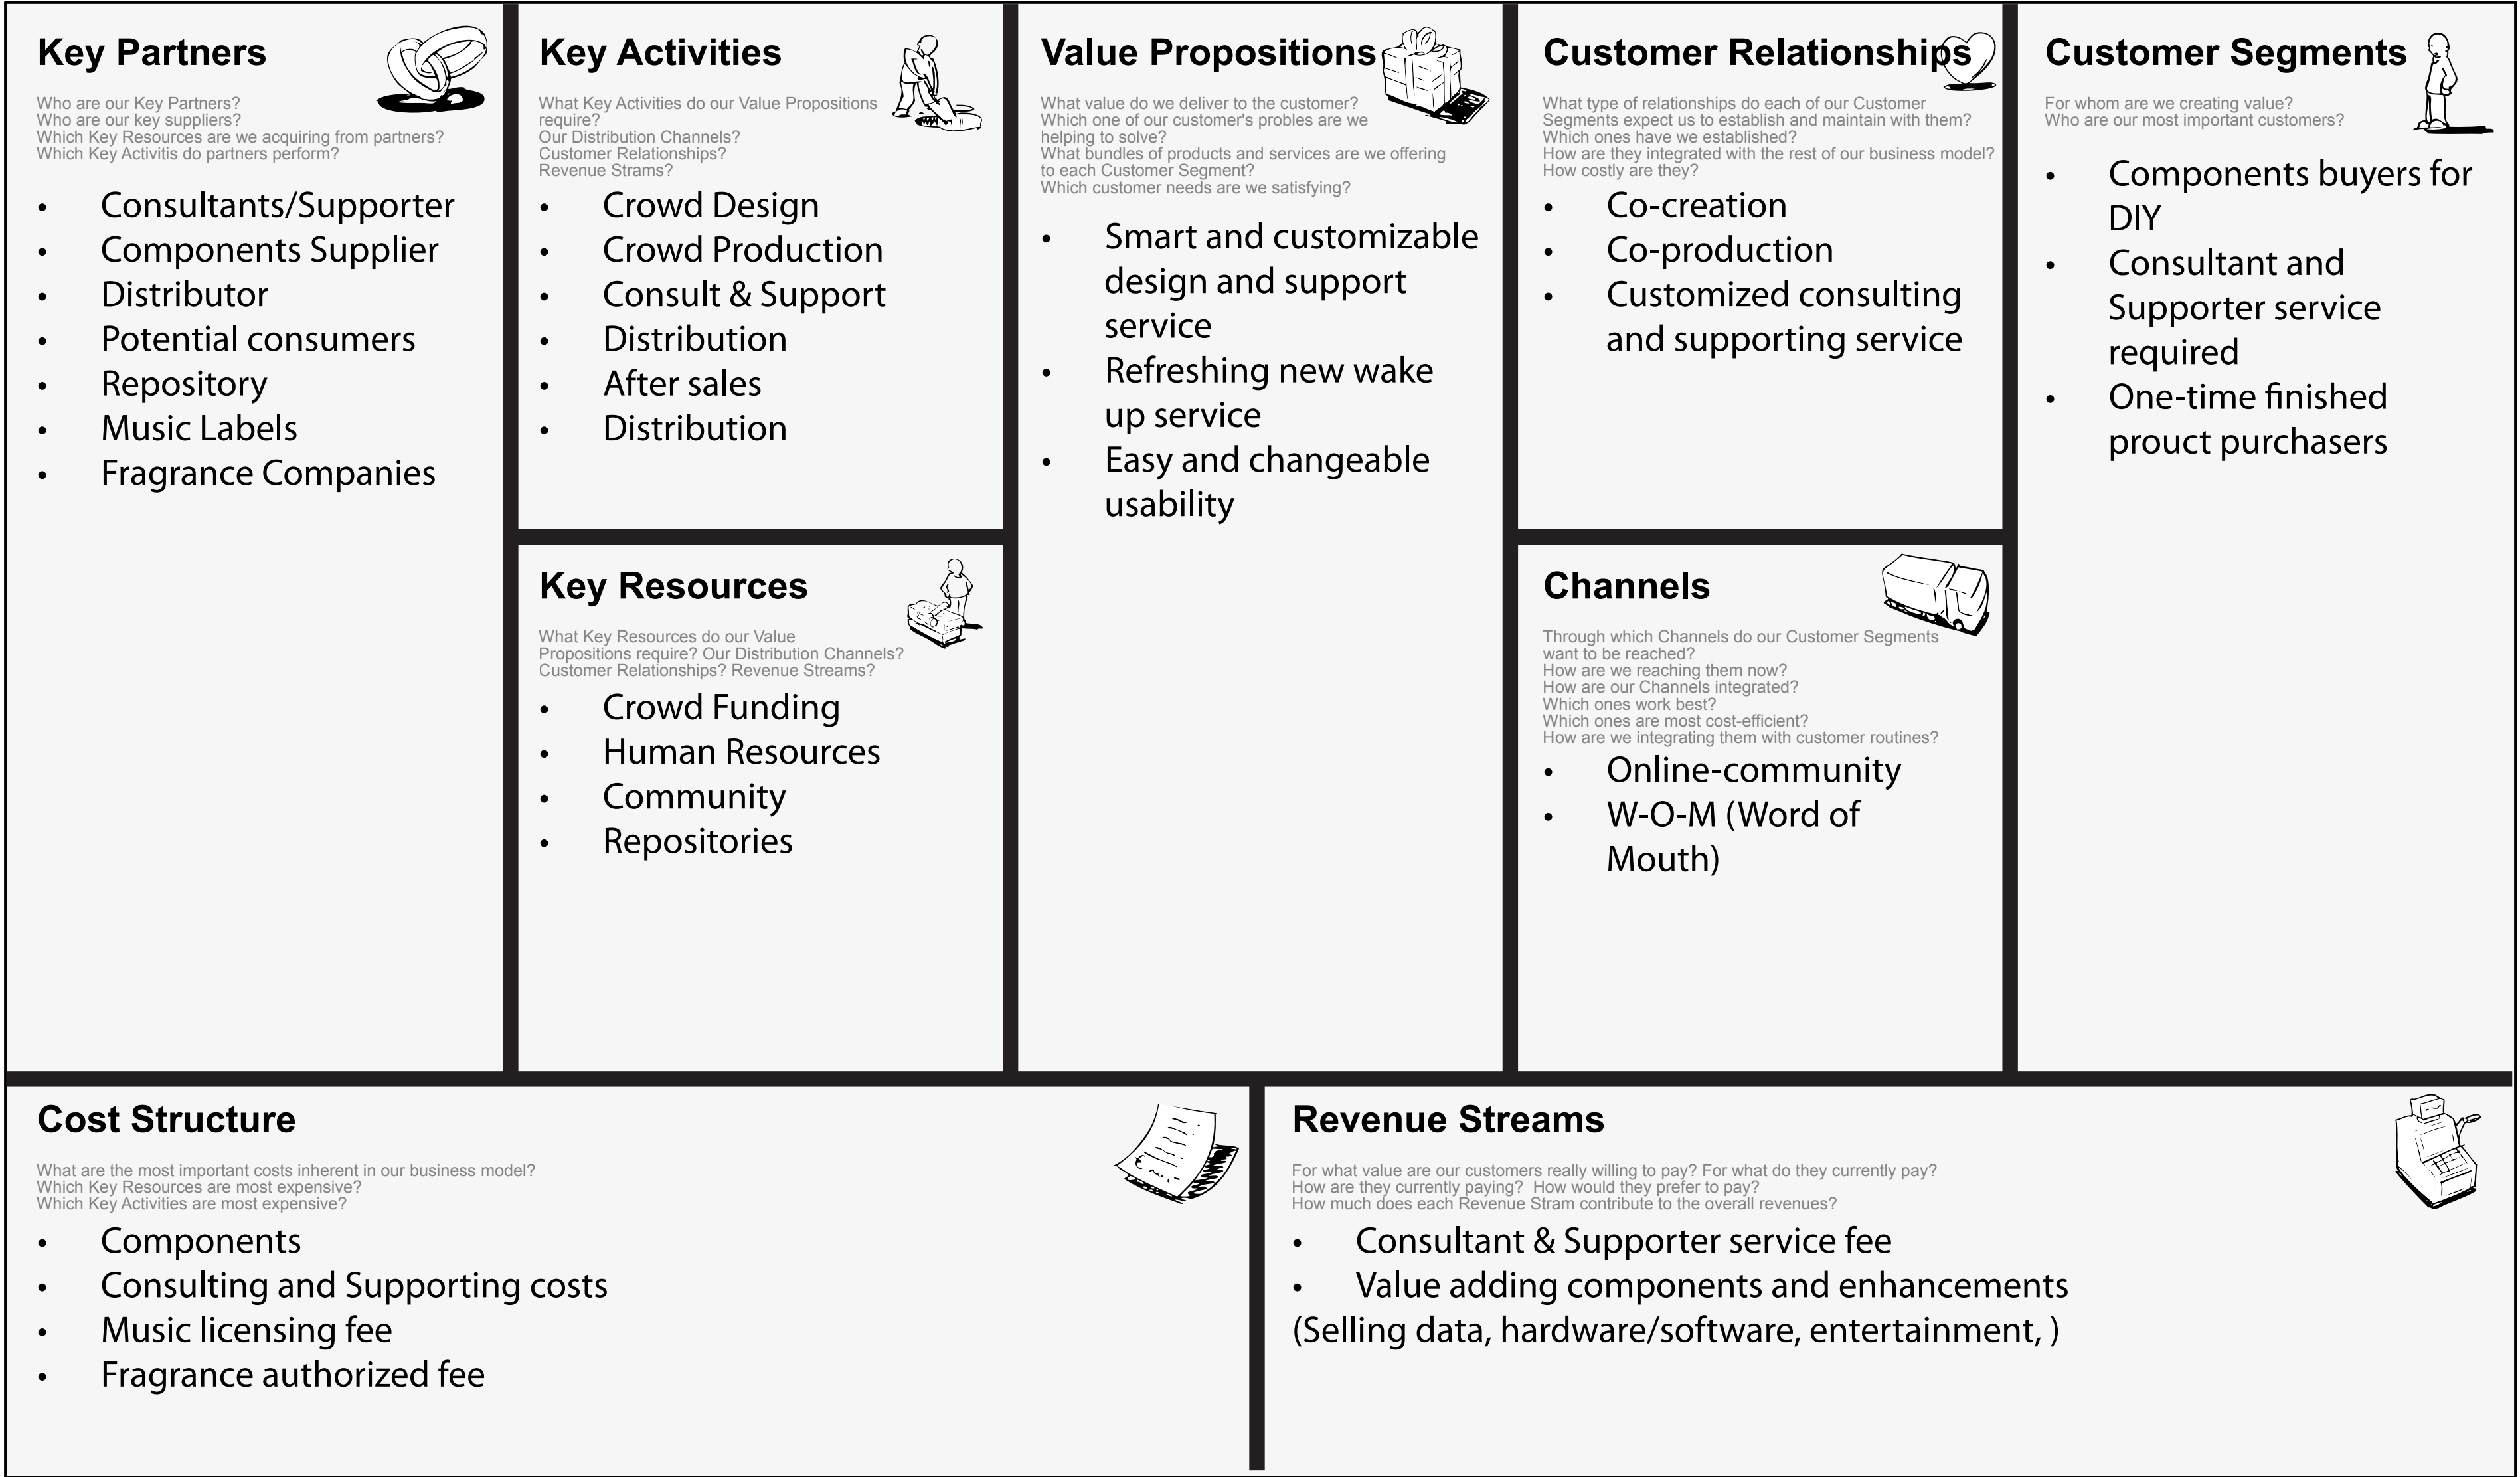 Key Partners
Who are our Key Partners?
Who are our key suppliers?
Which Key Resources are we acquiring from partners?
Which Key Activitis do partners perform?
• Consultants/Supporter
• Components Supplier
• Distributor
• Potential consumers
• Repository
• Music Labels
• Fragrance Companies
Key Activities
What Key Activities do our Value Propositions
require?
Our Distribution Channels?
Customer Relationships?
Revenue Strams?
• Crowd Design
• Crowd Production
• Consult & Support
• Distribution
• After sales
• Distribution
Key Resources
What Key Resources do our Value
Propositions require? Our Distribution Channels?
Customer Relationships? Revenue Streams?
• Crowd Funding
• Human Resources
• Community
• Repositories
Value Propositions
What value do we deliver to the customer?
Which one of our customer's probles are we
helping to solve?
What bundles of products and services are we offering
to each Customer Segment?
Which customer needs are we satisfying?
• Smart and customizable
design and support
service
• Refreshing new wake
up service
• Easy and changeable
usability
Customer Relationships
What type of relationships do each of our Customer
Segments expect us to establish and maintain with them?
Which ones have we established?
How are they integrated with the rest of our business model?
How costly are they?
• Co-creation
• Co-production
• Customized consulting
and supporting service
Channels
Through which Channels do our Customer Segments
want to be reached?
How are we reaching them now?
How are our Channels integrated?
Which ones work best?
Which ones are most cost-efficient?
How are we integrating them with customer routines?
• Online-community
• W-O-M (Word of
Mouth)
Customer Segments
For whom are we creating value?
Who are our most important customers?
• Components buyers for
DIY
• Consultant and
Supporter service
required
• One-time finished
prouct purchasers
Cost Structure
What are the most important costs inherent in our business model?
Which Key Resources are most expensive?
Which Key Activities are most expensive?
• Components
• Consulting and Supporting costs
• Music licensing fee
• Fragrance authorized fee
Revenue Streams
For what value are our customers really willing to pay? For what do they currently pay?
How are they currently paying? How would they prefer to pay?
How much does each Revenue Stram contribute to the overall revenues?
• Consultant & Supporter service fee
• Value adding components and enhancements
(Selling data, hardware/software, entertainment, )